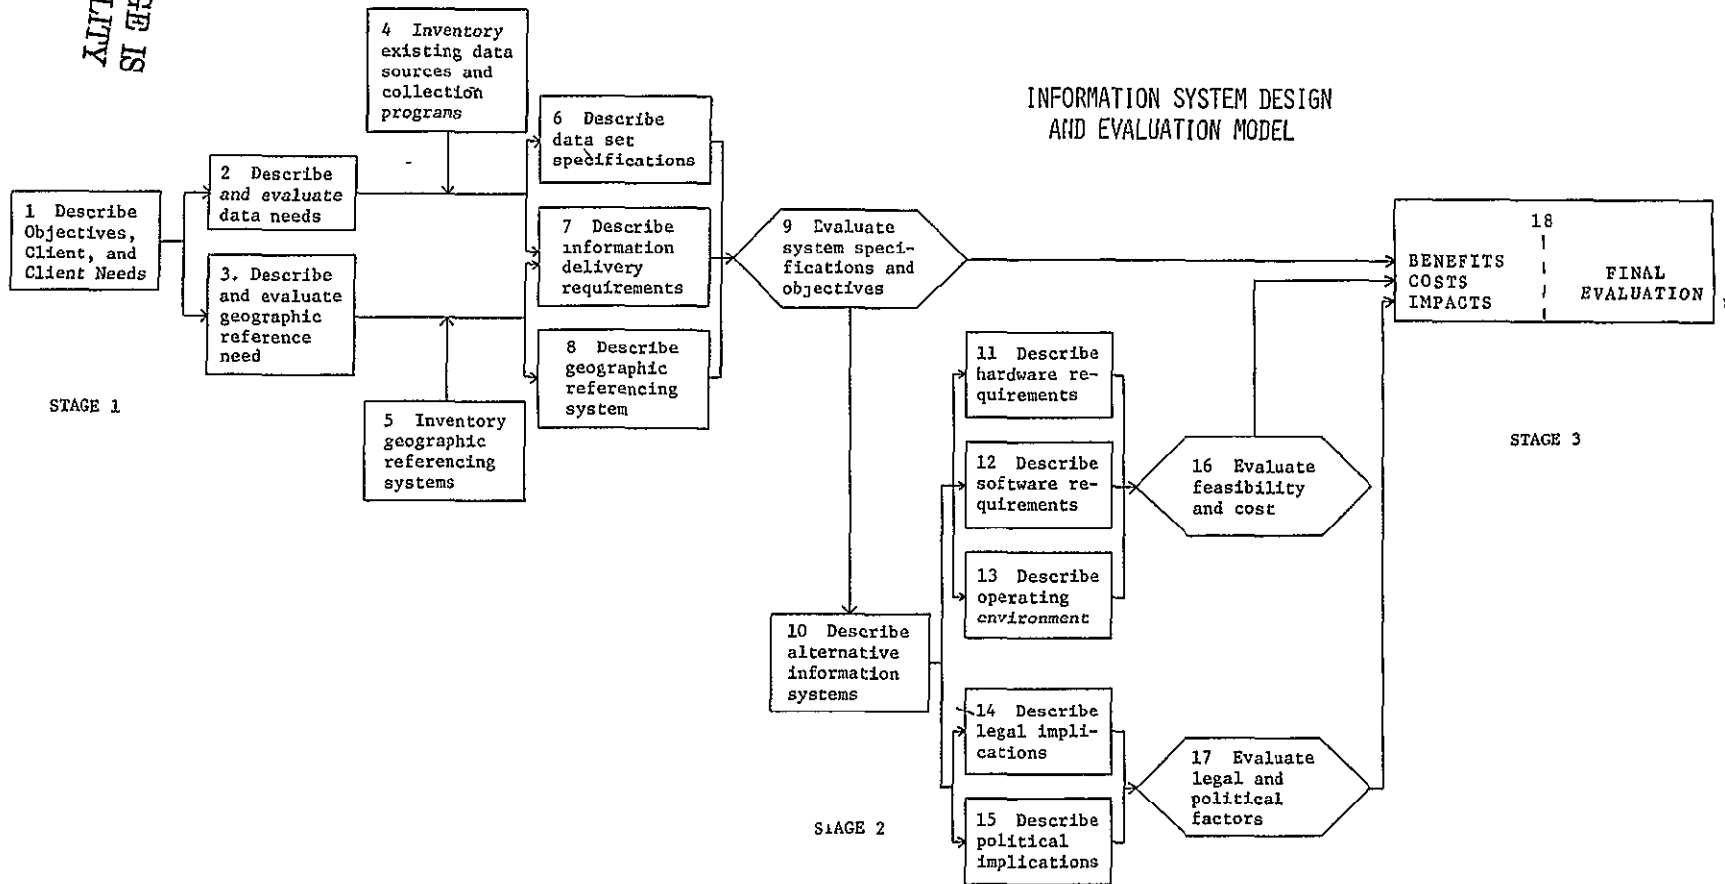 GE IS
LITY
INFORMATION SYSTEM DESIGN
AND EVALUATION MODEL
1 Describe
Objectives,
Client, and
Client Needs
2 Describe
and evaluate
data needs
3. Describe
and evaluate
geographic
reference
need
STAGE 1
4 Inventory
existing data
sources and
collection
programs
5 Inventory
geographic
referencing
systems
6 Describe
data set
specifications
7 Describe
information
delivery
requirements
8 Describe
geographic
referencing
system
9 Evaluate
system speci-
fications and
objectives
10 Describe
alternative
information
systems
STAGE 2
11 Describe
hardware re-
quirements
12 Describe
software re-
quirements
13 Describe
operating
environment
14 Describe
legal impli-
cations
15 Describe
political
implications
16 Evaluate
feasibility
and cost
17 Evaluate
legal and
political
factors
18
BENEFITS
COSTS
IMPACTS
FINAL
EVALUATION
STAGE 3